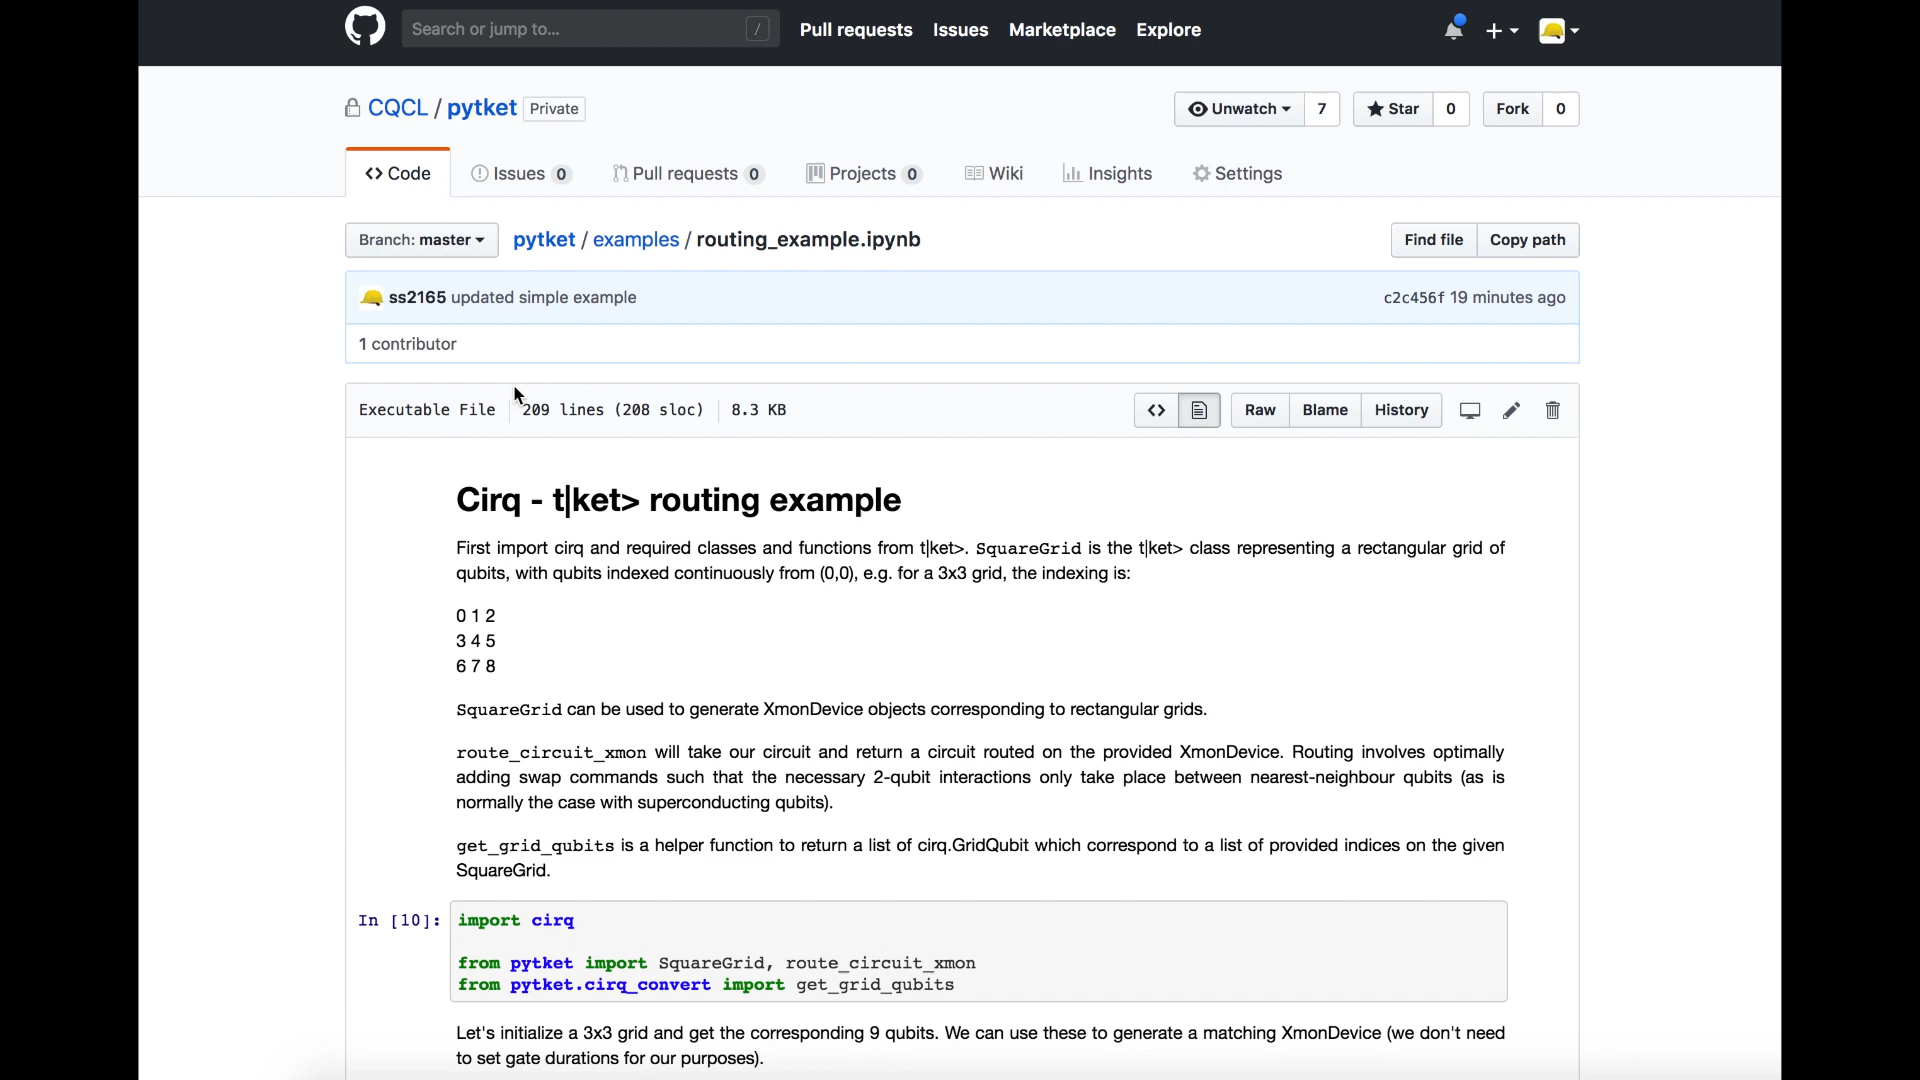 Search or jump to... /
Pull requests Issues Marketplace Explore
CQCL / pytket Private
Unwatch 7 Star 0 Fork 0
Code Issues 0 Pull requests 0 Projects 0 Wiki Insights Settings
Branch: master pytket / examples / routing_example.ipynb
Find file Copy path
ss2165 updated simple example
c2c456f 19 minutes ago
1 contributor
Executable File 209 lines (208 sloc) 8.3 KB
Raw Blame History
Cirq - t|ket> routing example
First import cirq and required classes and functions from t|ket>. SquareGrid is the t|ket> class representing a rectangular grid of
qubits, with qubits indexed continuously from (0,0), e.g. for a 3x3 grid, the indexing is:
0 1 2
3 4 5
6 7 8
SquareGrid can be used to generate XmonDevice objects corresponding to rectangular grids.
route_circuit_xmon will take our circuit and return a circuit routed on the provided XmonDevice. Routing involves optimally
adding swap commands such that the necessary 2-qubit interactions only take place between nearest-neighbour qubits (as is
normally the case with superconducting qubits).
get_grid_qubits is a helper function to return a list of cirq.GridQubit which correspond to a list of provided indices on the given
SquareGrid.
In [10]: import cirq
from pytket import SquareGrid, route_circuit_xmon
from pytket.cirq_convert import get_grid_qubits
Let's initialize a 3x3 grid and get the corresponding 9 qubits. We can use these to generate a matching XmonDevice (we don't need
to set gate durations for our purposes).